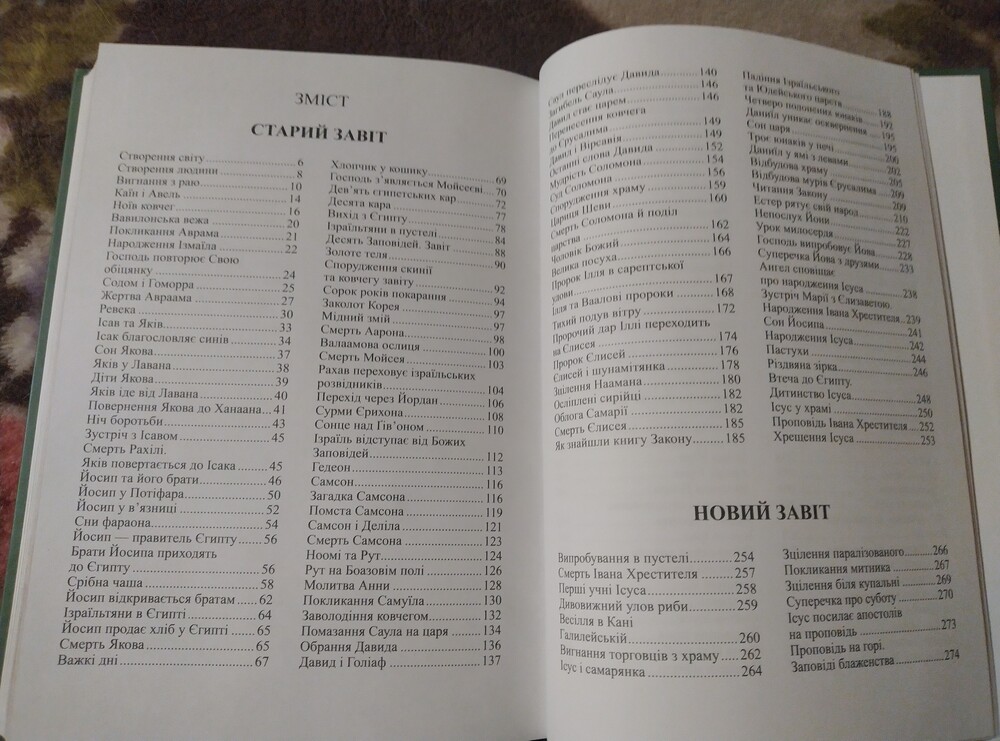 ЗМІСТ
СТАРИЙ ЗАВІТ
Створення світу 6
Створення людини 8
Вигнання з раю 10
Каїн і Авель 14
Ноїв ковчег 16
Вавилонська вежа 20
Покликання Аврама 21
Народження Ізмаїла 22
Господь повторює Свою
обіцянку 24
Содом і Гоморра 25
Жертва Авраама 27
Ревека 30
Ісав та Яків 33
Ісак благословляє синів 34
Сон Якова 37
Яків у Лавана 38
Діти Якова 39
Яків іде від Лавана 40
Повернення Якова до Ханаана 41
Ніч боротьби 43
Зустріч з Ісавом 45
Смерть Рахілі.
Яків повертається до Ісака 45
Йосип та його брати 46
Йосип у Потіфара 50
Йосип у в’язниці 52
Сни фараона 54
Йосип — правитель Єгипту 56
Брати Йосипа приходять
до Єгипту 56
Срібна чаша 58
Йосип відкривається братам 62
Ізраїльтяни в Єгипті 64
Йосип продає хліб у Єгипті 65
Смерть Якова 65
Важкі дні 67
Хлопчик у кошику 69
Господь з’являється Мойсеєві 70
Дев’ять єгипетських кар 72
Десята кара 77
Вихід з Єгипту 78
Ізраїльтяни в пустелі 84
Десять Заповідей. Завіт 88
Золоте теля 90
Спорудження скинії
та ковчегу завіту 92
Сорок років покарання 94
Заколот Корея 97
Мідний змій 97
Смерть Аарона 98
Валаамова ослиця 100
Смерть Мойсея 103
Рахав переховує ізраїльських
розвідників 104
Перехід через Йордан 106
Сурми Єрихона 108
Сонце над Гів’оном 110
Ізраїль відступає від Божих
Заповідей 112
Гедеон 113
Самсон 116
Загадка Самсона 116
Помста Самсона 119
Самсон і Деліла 121
Смерть Самсона 123
Ноомі та Рут 124
Рут на Боазовім полі 126
Молитва Анни 128
Покликання Самуїла 130
Заволодіння ковчегом 132
Помазання Саула на царя 134
Обрання Давида 136
Давид і Голіаф 137
Саул переслідує Давида 140
Загибель Саула 146
Давид стає царем 146
Перенесення ковчега
до Єрусалима 149
Давид і Вірсавія 149
Останні слова Давида 152
Мудрість Соломона 154
Суд Соломона 156
Спорудження храму 159
Цариця Шеви 160
Смерть Соломона й поділ
царства 162
Чоловік Божий 164
Велика посуха 166
Пророк Ілля в сарептської
удови 167
Ілля та Ваалові пророки 168
Тихий подув вітру 172
Пророчий дар Іллі переходить
на Єлисея 174
Пророк Єлисей 176
Єлисей і шунамітянка 178
Зцілення Наамана 180
Осліплені сирійці 182
Облога Самарії 182
Смерть Єлисея 185
Як знайшли книгу Закону 185
Падіння Ізраїльського
та Юдейського царств 188
Четверо полонених юнаків 192
Даниїл уникає осквернення 195
Сон царя 195
Троє юнаків у печі 200
Даниїл у ямі з левами 202
Відбудова храму 205
Відбудова мурів Єрусалима 209
Читання Закону 209
Естер рятує свій народ 210
Непослух Йони 222
Урок милосердя 227
Господь випробовує Йова 228
Суперечка Йова з друзями 233
Ангел сповіщає
про народження Ісуса 238
Зустріч Марії з Єлизаветою
Народження Івана Хрестителя 239
Сон Йосипа 241
Народження Ісуса 242
Пастухи 244
Різдвяна зірка 246
Втеча до Єгипту.
Дитинство Ісуса 248
Ісус у храмі 250
Проповідь Івана Хрестителя 252
Хрещення Ісуса 253
НОВИЙ ЗАВІТ
Випробування в пустелі 254
Смерть Івана Хрестителя 257
Перші учні Ісуса 258
Дивовижний улов риби 259
Весілля в Кані
Галилейській 260
Вигнання торговців з храму 262
Ісус і самарянка 264
Зцілення паралізованого 266
Покликання митника 267
Зцілення біля купальні 269
Суперечка про суботу 270
Ісус посилає апостолів
на проповідь 273
Проповідь на горі.
Заповіді блаженства 274